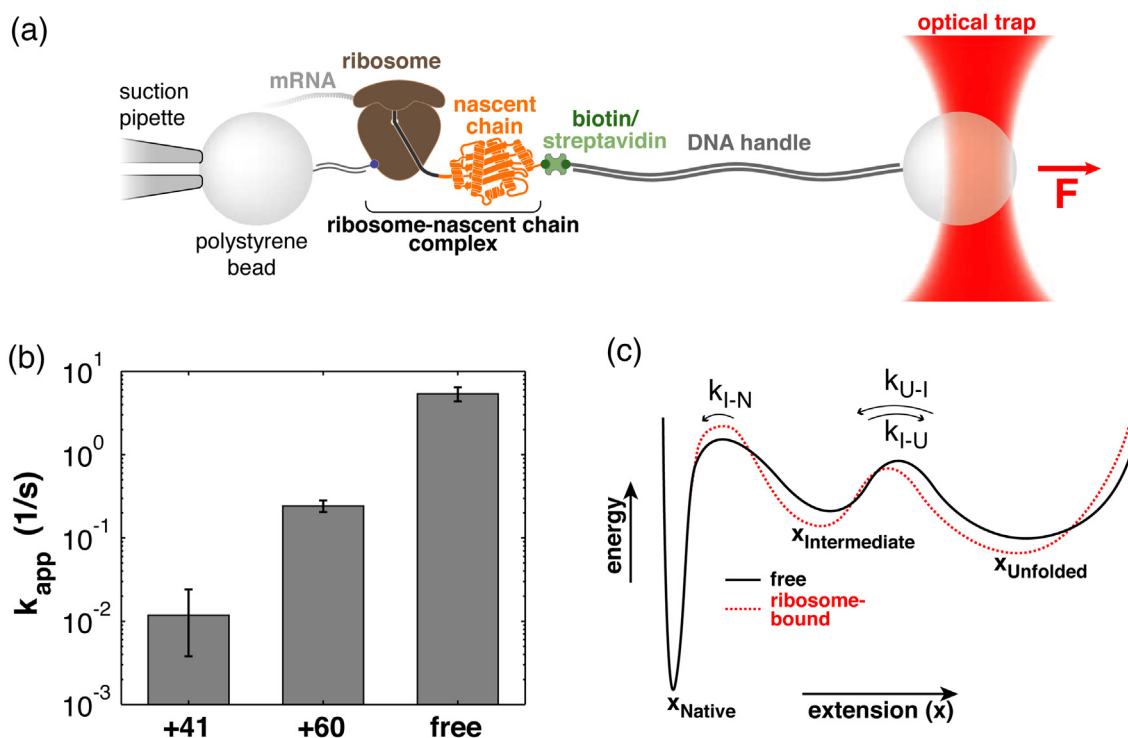 (a)
optical trap
ribosome
mRNA
suction
pipette
nascent
chain
biotin/
streptavidin
DNA handle
F
ribosome-nascent chain
complex
polystyrene
bead
(b)
k_app (1/s)
10^1
10^0
10^-1
10^-2
10^-3
+41
+60
free
(c)
k_I-N
k_U-I
k_I-U
energy
x_Intermediate
x_Unfolded
free
ribosome-
bound
x_Native
extension (x)